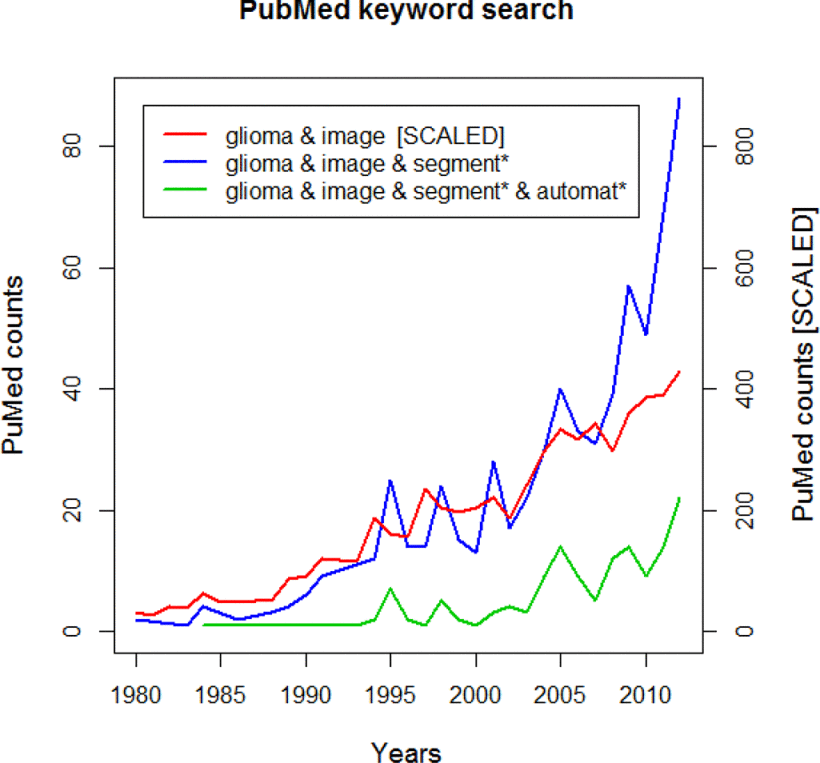 PubMed keyword search
glioma & image [SCALED]
glioma & image & segment*
glioma & image & segment* & automat*
PuMed counts
0
20
40
60
80
PuMed counts [SCALED]
0
200
400
600
800
1980
1985
1990
1995
2000
2005
2010
Years